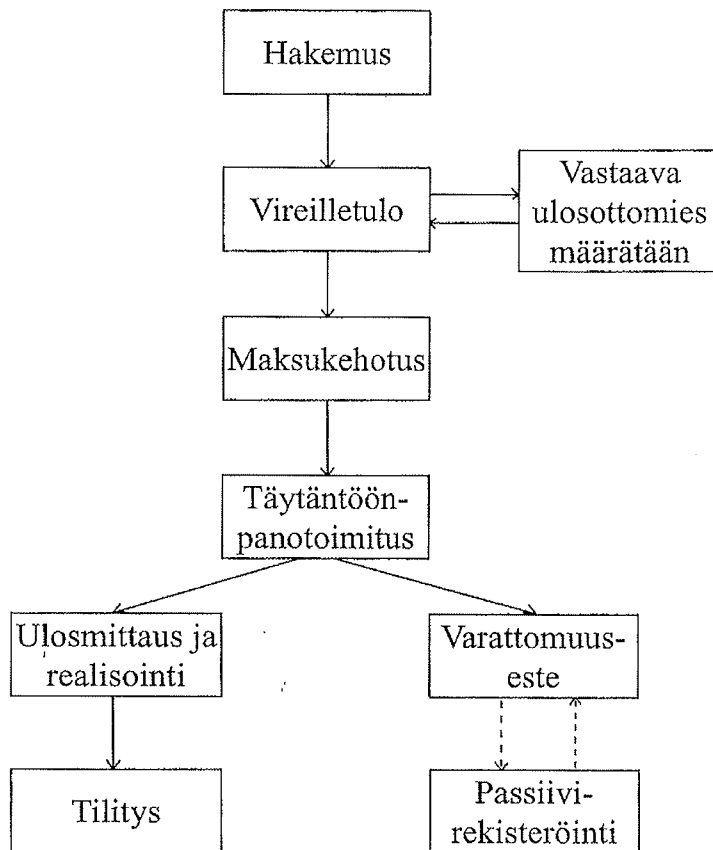 Hakemus
Vireilletulo
Vastaava
ulosottomies
määrätään
Maksukehotus
Täytäntöön-
panotoimitus
Ulosmittaus ja
realisointi
Varattomuus-
este
Tilitys
Passiivi-
rekisteröinti